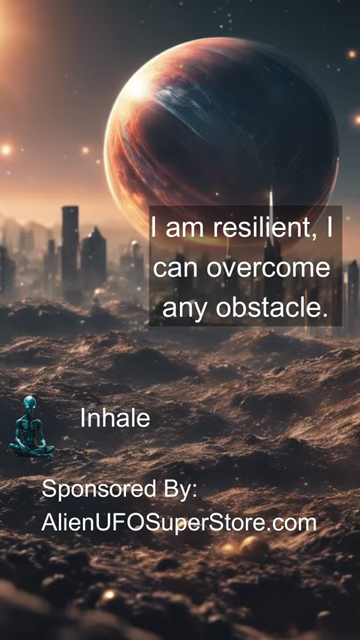 I am resilient, I
can overcome
any obstacle.
Inhale
Sponsored By:
AlienUFOSuperStore.com